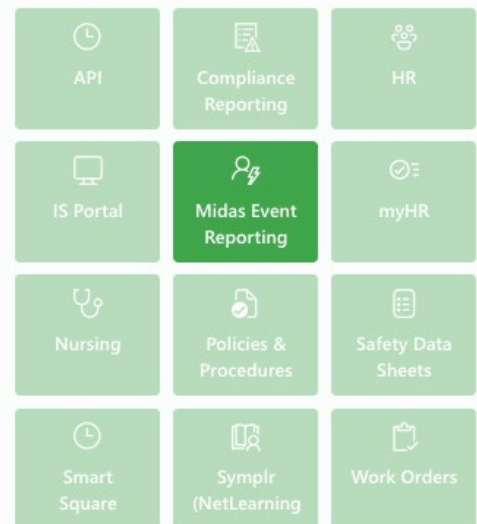 API
Compliance
Reporting
HR
IS Portal
Midas Event
Reporting
myHR
Nursing
Policies &
Procedures
Safety Data
Sheets
Smart
Square
Symplr
(NetLearning
Work Orders